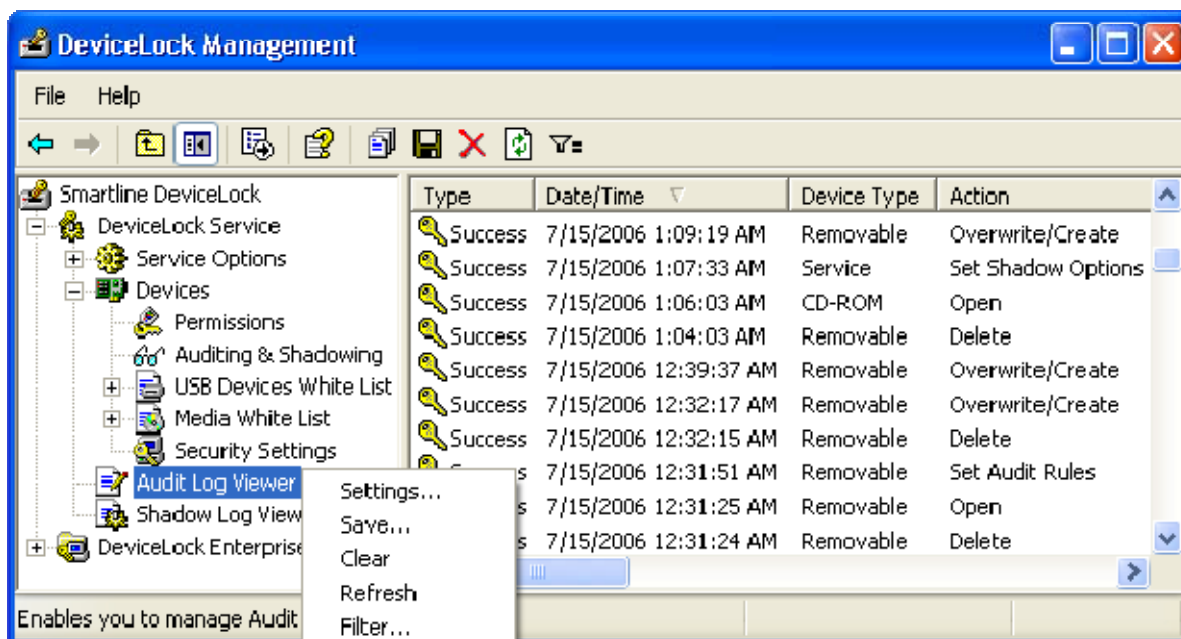 DeviceLock Management
File Help
Smartline DeviceLock
DeviceLock Service
Service Options
Devices
Permissions
Auditing & Shadowing
USB Devices White List
Media White List
Security Settings
Audit Log Viewer
Shadow Log View
DeviceLock Enterprise
Type Date/Time Device Type Action
Success 7/15/2006 1:09:19 AM Removable Overwrite/Create
Success 7/15/2006 1:07:33 AM Service Set Shadow Options
Success 7/15/2006 1:06:03 AM CD-ROM Open
Success 7/15/2006 1:04:03 AM Removable Delete
Success 7/15/2006 12:39:37 AM Removable Overwrite/Create
Success 7/15/2006 12:32:17 AM Removable Overwrite/Create
Success 7/15/2006 12:32:15 AM Removable Delete
s 7/15/2006 12:31:51 AM Removable Set Audit Rules
s 7/15/2006 12:31:25 AM Removable Open
s 7/15/2006 12:31:24 AM Removable Delete
Settings...
Save...
Clear
Refresh
Filter...
Enables you to manage Audit